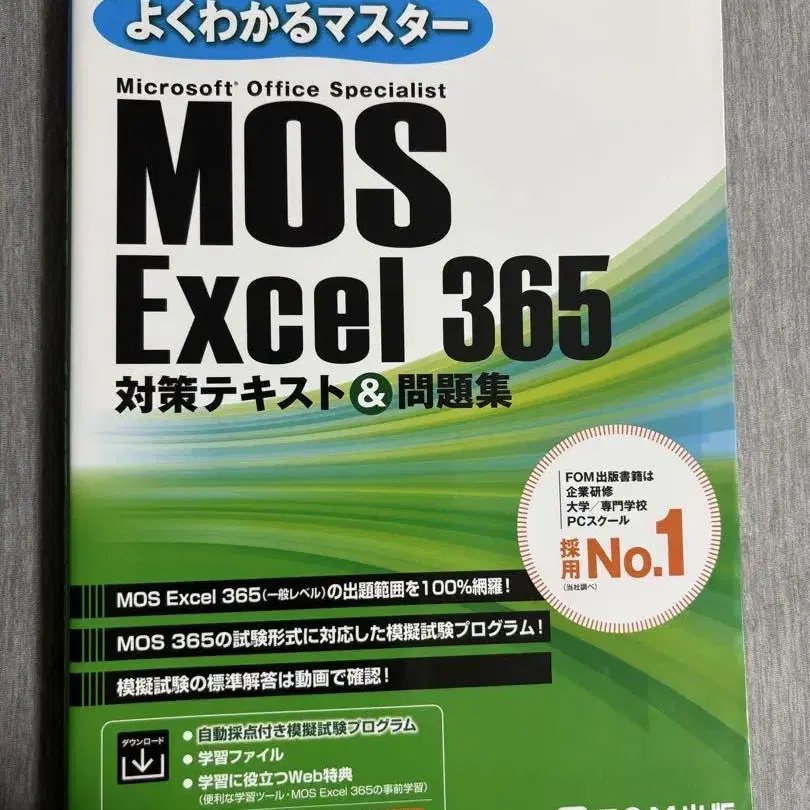 よくわかるマスター
Microsoft® Office Specialist
MOS
Excel 365
対策テキスト&問題集
FOM出版書籍は
企業研修
大学/専門学校
PCスクール
採用 No.1
(当社調べ)
MOS Excel 365(一般レベル)の出題範囲を100%網羅!
MOS 365の試験形式に対応した模擬試験プログラム!
模擬試験の標準解答は動画で確認!
ダウンロード
● 自動採点付き模擬試験プログラム
● 学習ファイル
● 学習に役立つWeb特典
(便利な学習ツール・MOS Excel 365の事前学習)
FOM出版